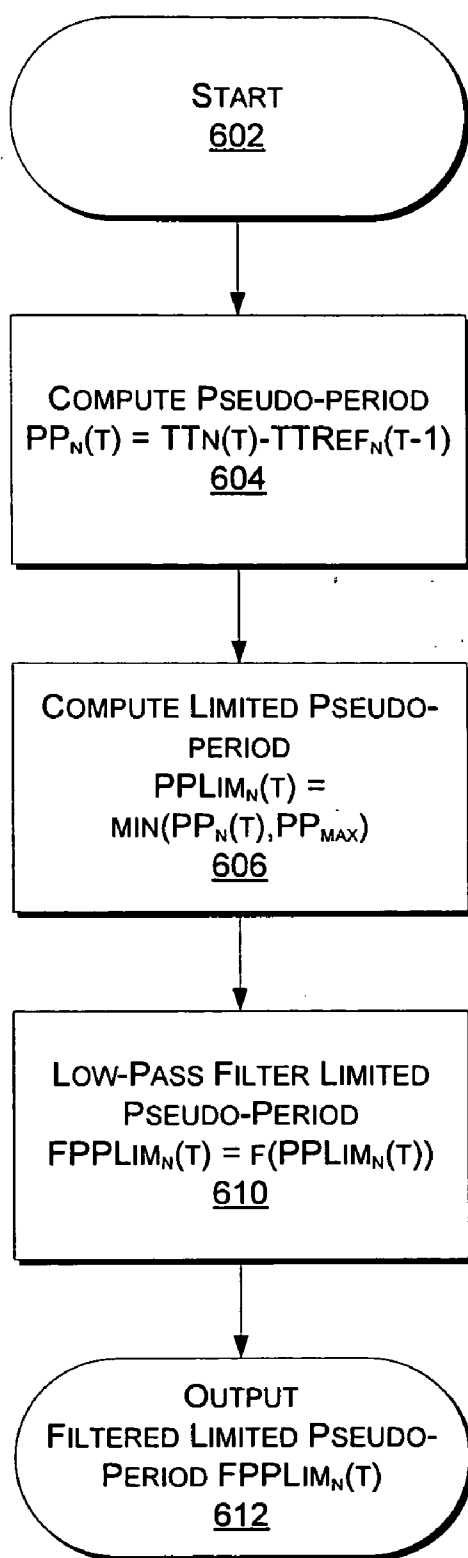 START
602
COMPUTE PSEUDO-PERIOD
PPN(T) = TTN(T)-TTREFN(T-1)
604
COMPUTE LIMITED PSEUDO-
PERIOD
PPLIMN(T) =
MIN(PPN(T),PPMAX)
606
LOW-PASS FILTER LIMITED
PSEUDO-PERIOD
FPPLIMN(T) = F(PPLIMN(T))
610
OUTPUT
FILTERED LIMITED PSEUDO-
PERIOD FPPLIMN(T)
612